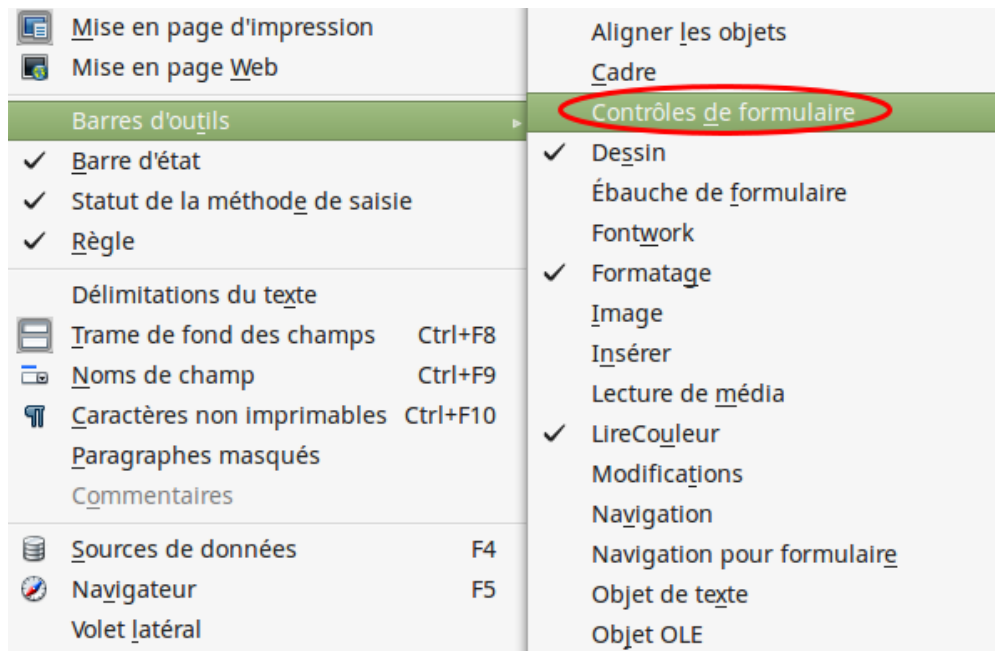 Mise en page d'impression
Mise en page Web
Barres d'outils
Barre d'état
Statut de la méthode de saisie
Règle
Délimitations du texte
Trame de fond des champs Ctrl+F8
Noms de champ Ctrl+F9
Caractères non imprimables Ctrl+F10
Paragraphes masqués
Commentaires
Sources de données F4
Navigateur F5
Volet latéral
Aligner les objets
Cadre
Contrôles de formulaire
Dessin
Ébauche de formulaire
Fontwork
Formatage
Image
Insérer
Lecture de média
LireCouleur
Modifications
Navigation
Navigation pour formulaire
Objet de texte
Objet OLE